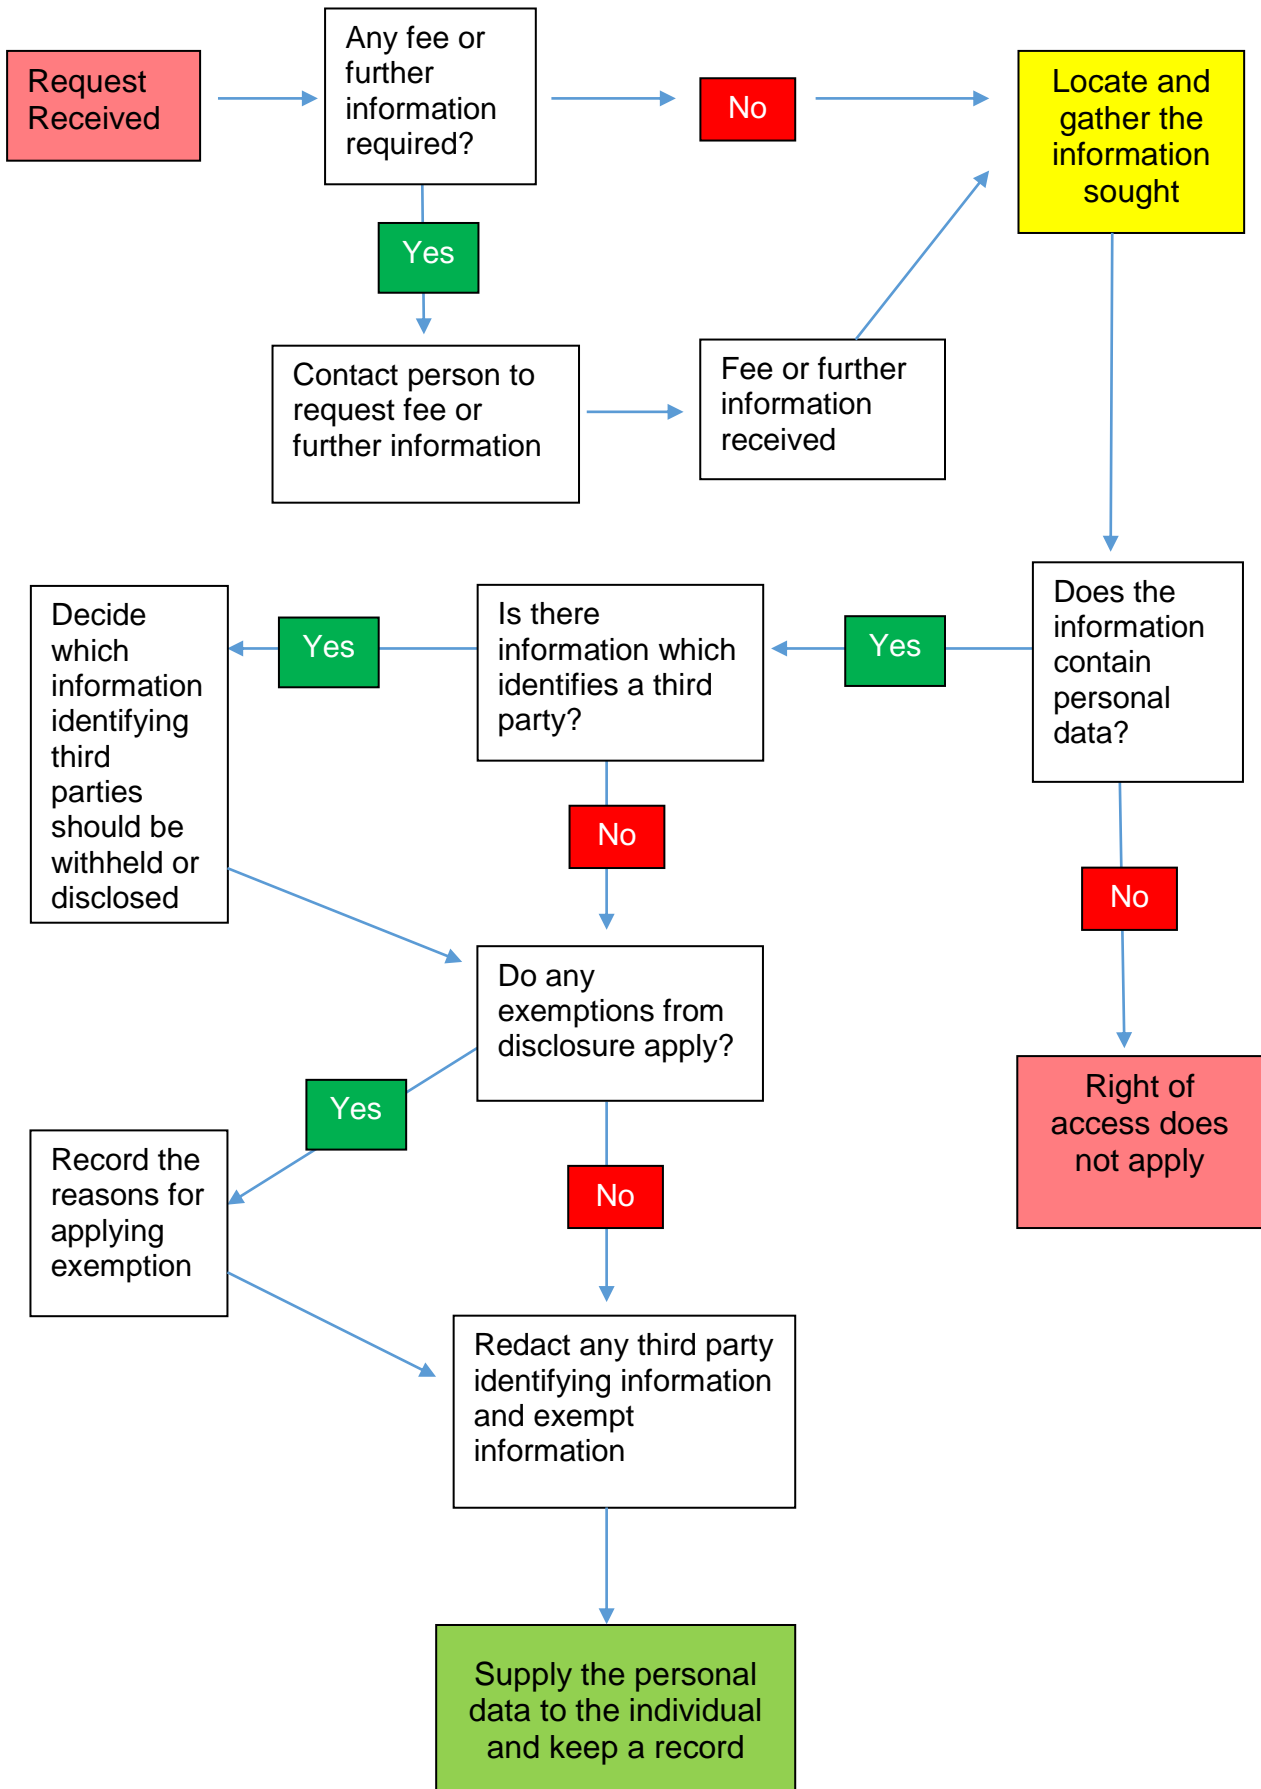 Request
Received
Any fee or
further
information
required?
No
Locate and
gather the
information
sought
Yes
Contact person to
request fee or
further information
Fee or further
information
received
Does the
information
contain
personal
data?
Yes
Is there
information which
identifies a third
party?
Yes
Decide
which
information
identifying
third
parties
should be
withheld or
disclosed
No
No
Right of
access does
not apply
Do any
exemptions from
disclosure apply?
Yes
Record the
reasons for
applying
exemption
No
Redact any third party
identifying information
and exempt
information
Supply the personal
data to the individual
and keep a record